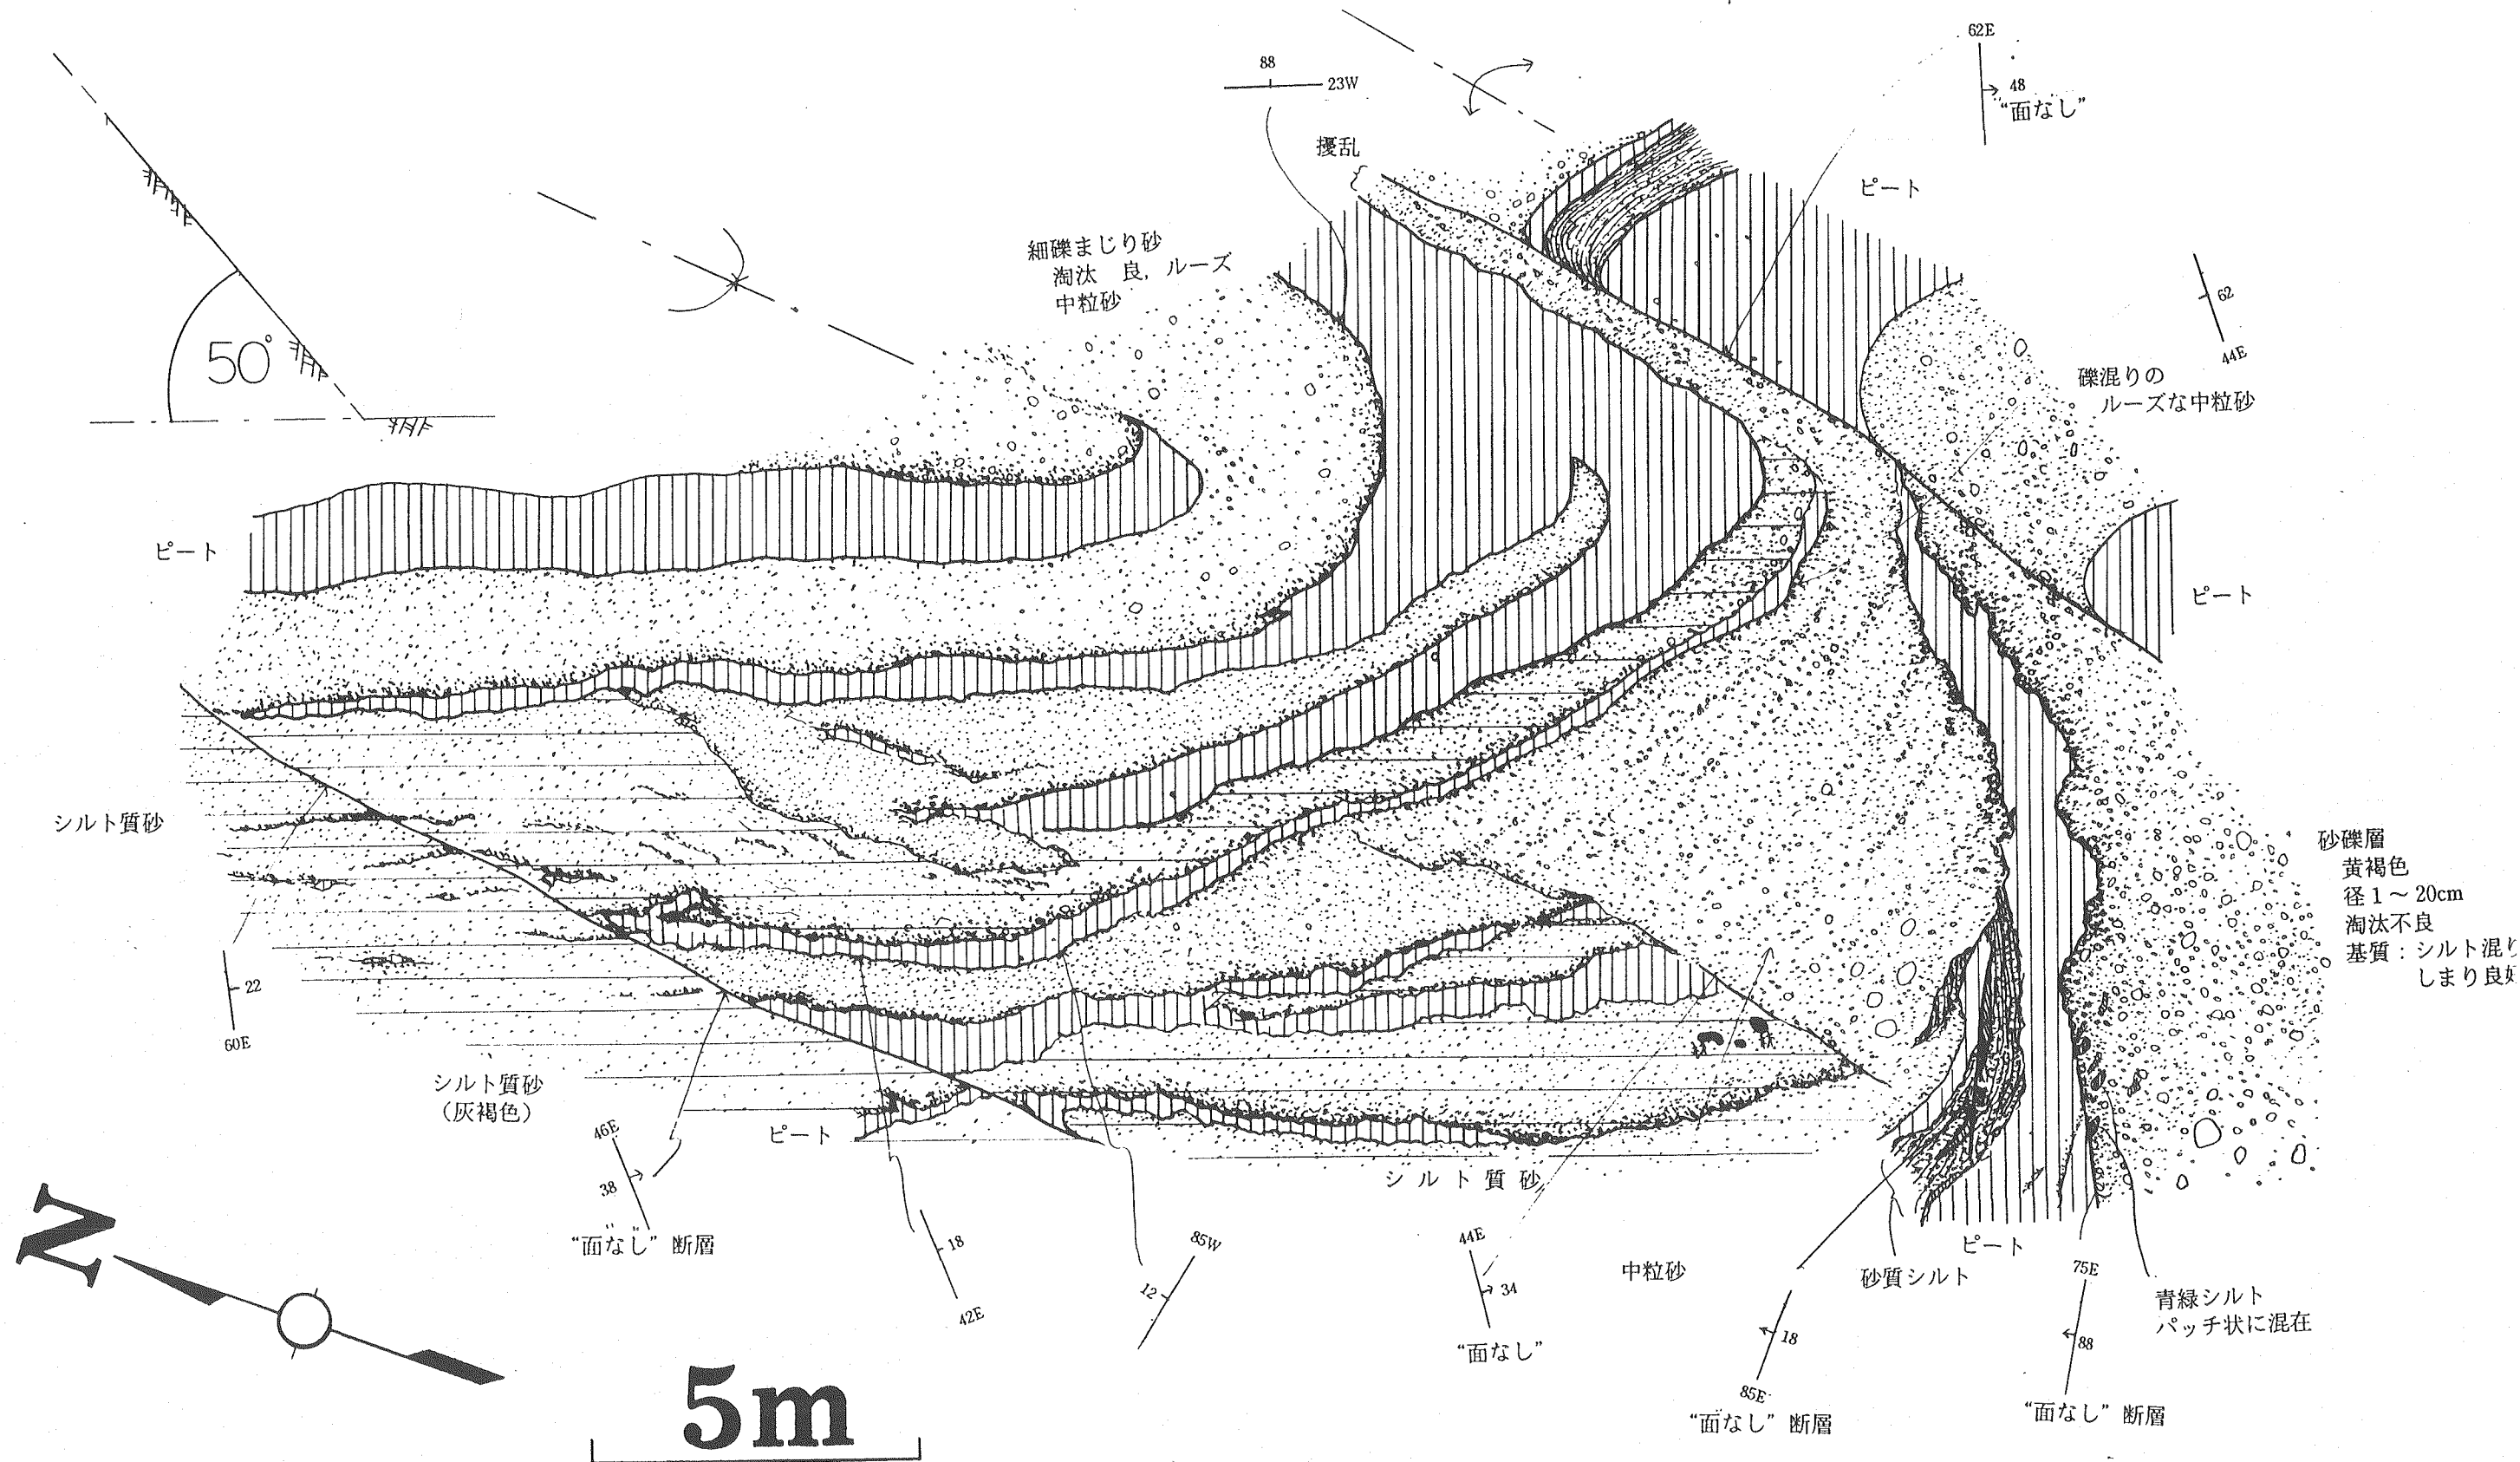 62E
48
“面なし”
88
23W
擾乱
ピート
細礫まじり砂
淘汰 良，ルーズ
中粒砂
50°
62
44E
礫混りの
ルーズな中粒砂
ピート
ピート
シルト質砂
砂礫層
黄褐色
径1～20cm
淘汰不良
基質：シルト混り
しまり良好
22
60E
シルト質砂
（灰褐色）
46E
38
“面なし”断層
ピート
シルト質砂
18
42E
85W
12
44E
34
“面なし”
中粒砂
85E
18
“面なし”断層
砂質シルト
ピート
75E
88
“面なし”断層
青緑シルト
パッチ状に混在
N
5m